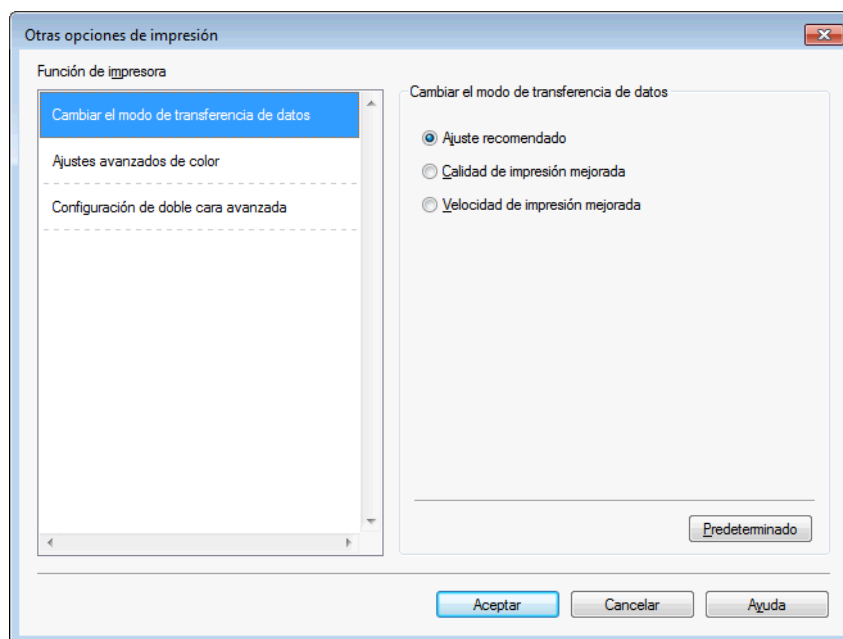 Otras opciones de impresión
Función de impresora
Cambiar el modo de transferencia de datos
Ajustes avanzados de color
Configuración de doble cara avanzada
Cambiar el modo de transferencia de datos
Ajuste recomendado
Calidad de impresión mejorada
Velocidad de impresión mejorada
Predeterminado
Aceptar
Cancelar
Ayuda